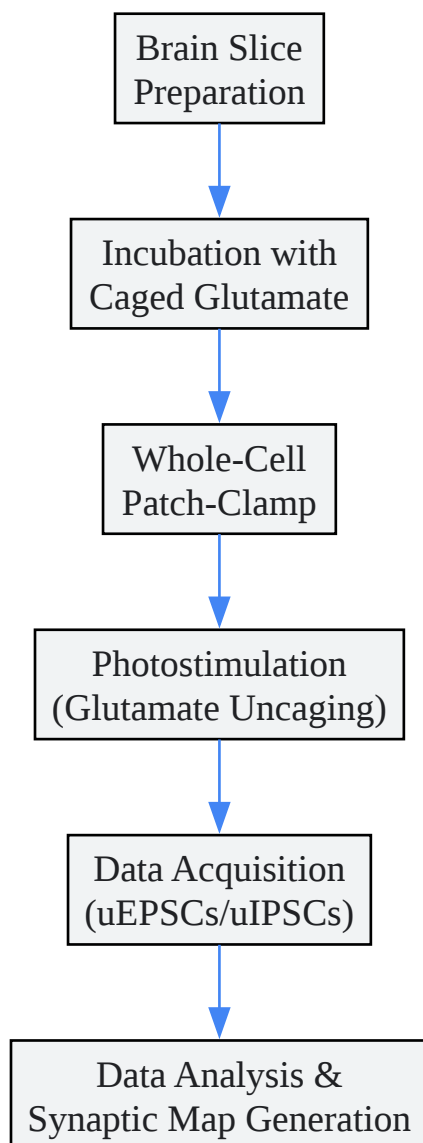 Brain Slice
Preparation
Incubation with
Caged Glutamate
Whole-Cell
Patch-Clamp
Photostimulation
(Glutamate Uncaging)
Data Acquisition
(uEPSCs/uIPSCs)
Data Analysis &
Synaptic Map Generation